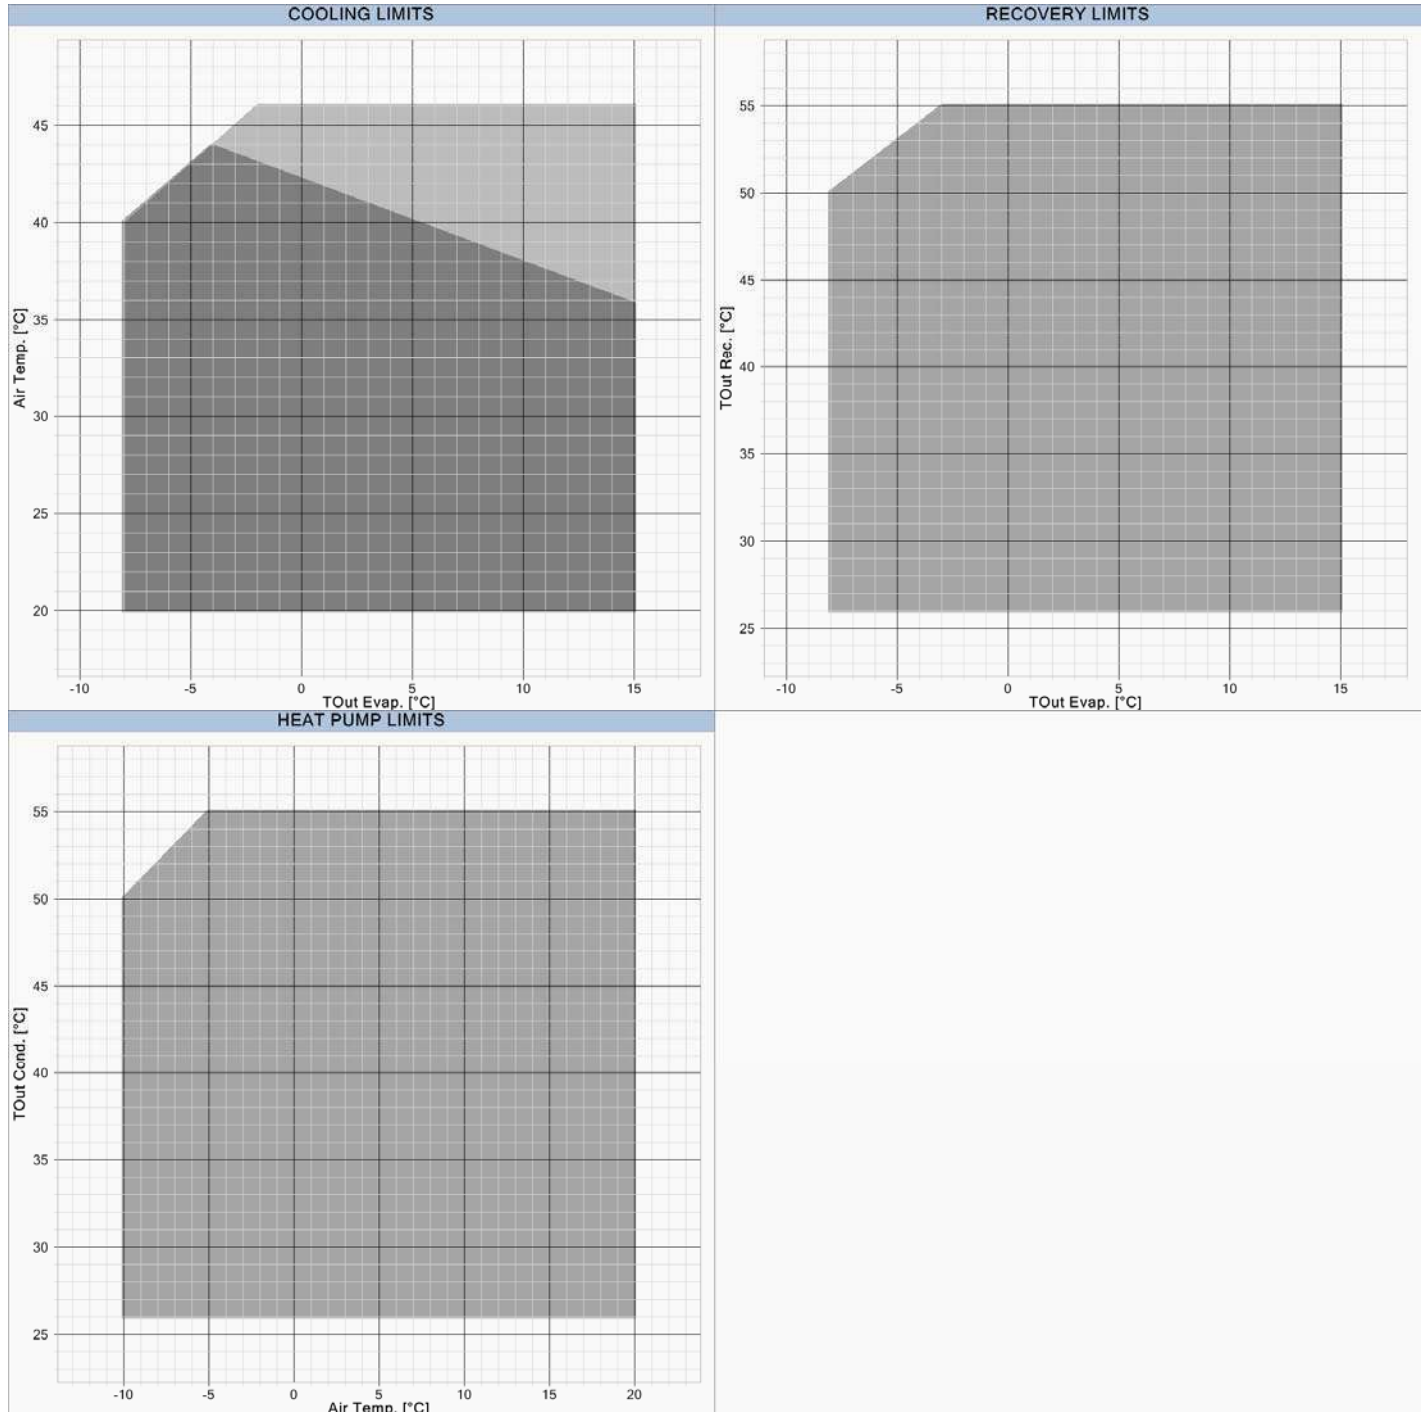 COOLING LIMITS
45
40
35
30
25
20
Air Temp. [°C]
-10 -5 0 5 10 15
TOut Evap. [°C]
RECOVERY LIMITS
55
50
45
40
35
30
25
TOut Rec. [°C]
-10 -5 0 5 10 15
TOut Evap. [°C]
HEAT PUMP LIMITS
55
50
45
40
35
30
25
TOut Cond. [°C]
-10 -5 0 5 10 15 20
Air Temp. [°C]